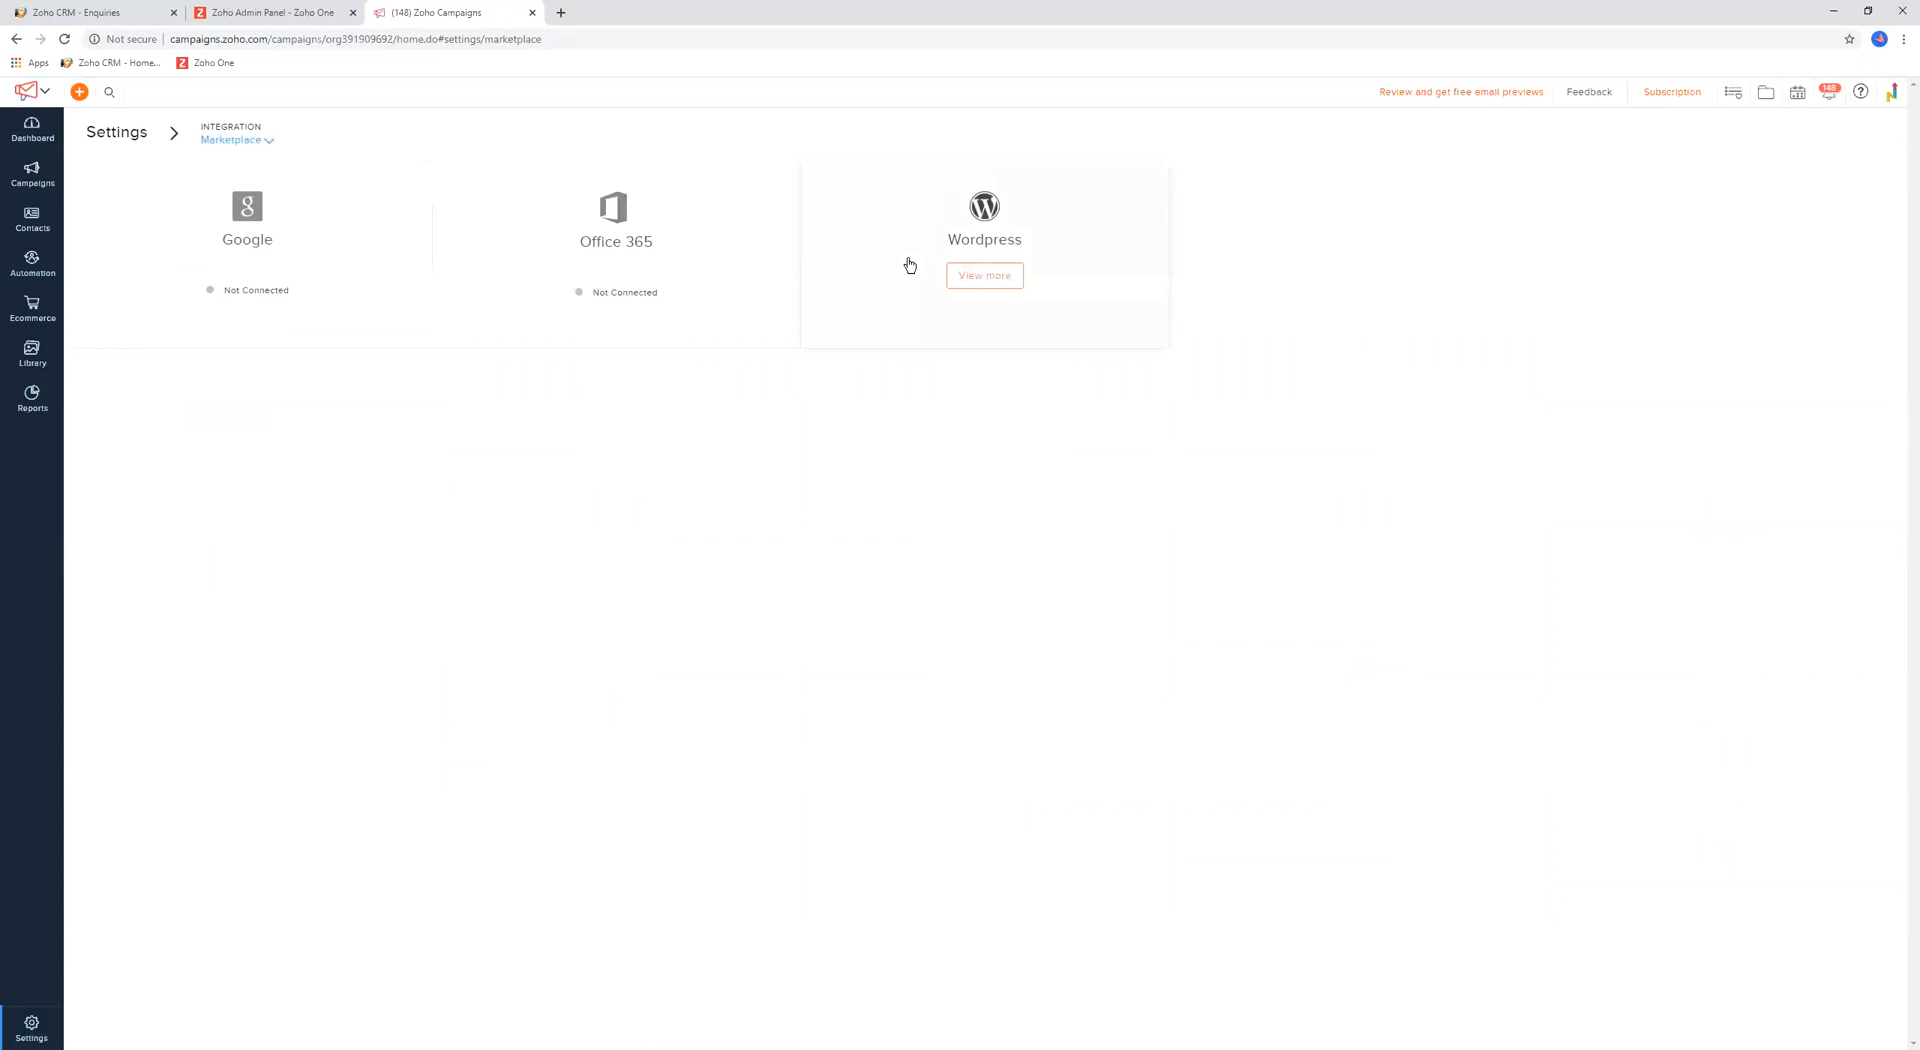 Zoho CRM - Enquiries
Zoho Admin Panel - Zoho One
(148) Zoho Campaigns
Not secure
campaigns.zoho.com/campaigns/org391909692/home.do#settings/marketplace
Apps
Zoho CRM - Home...
Zoho One
Review and get free email previews
Feedback
Subscription
148
Dashboard
Campaigns
Contacts
Automation
Ecommerce
Library
Reports
Settings
Settings
INTEGRATION
Marketplace
Google
Not Connected
Office 365
Not Connected
Wordpress
View more